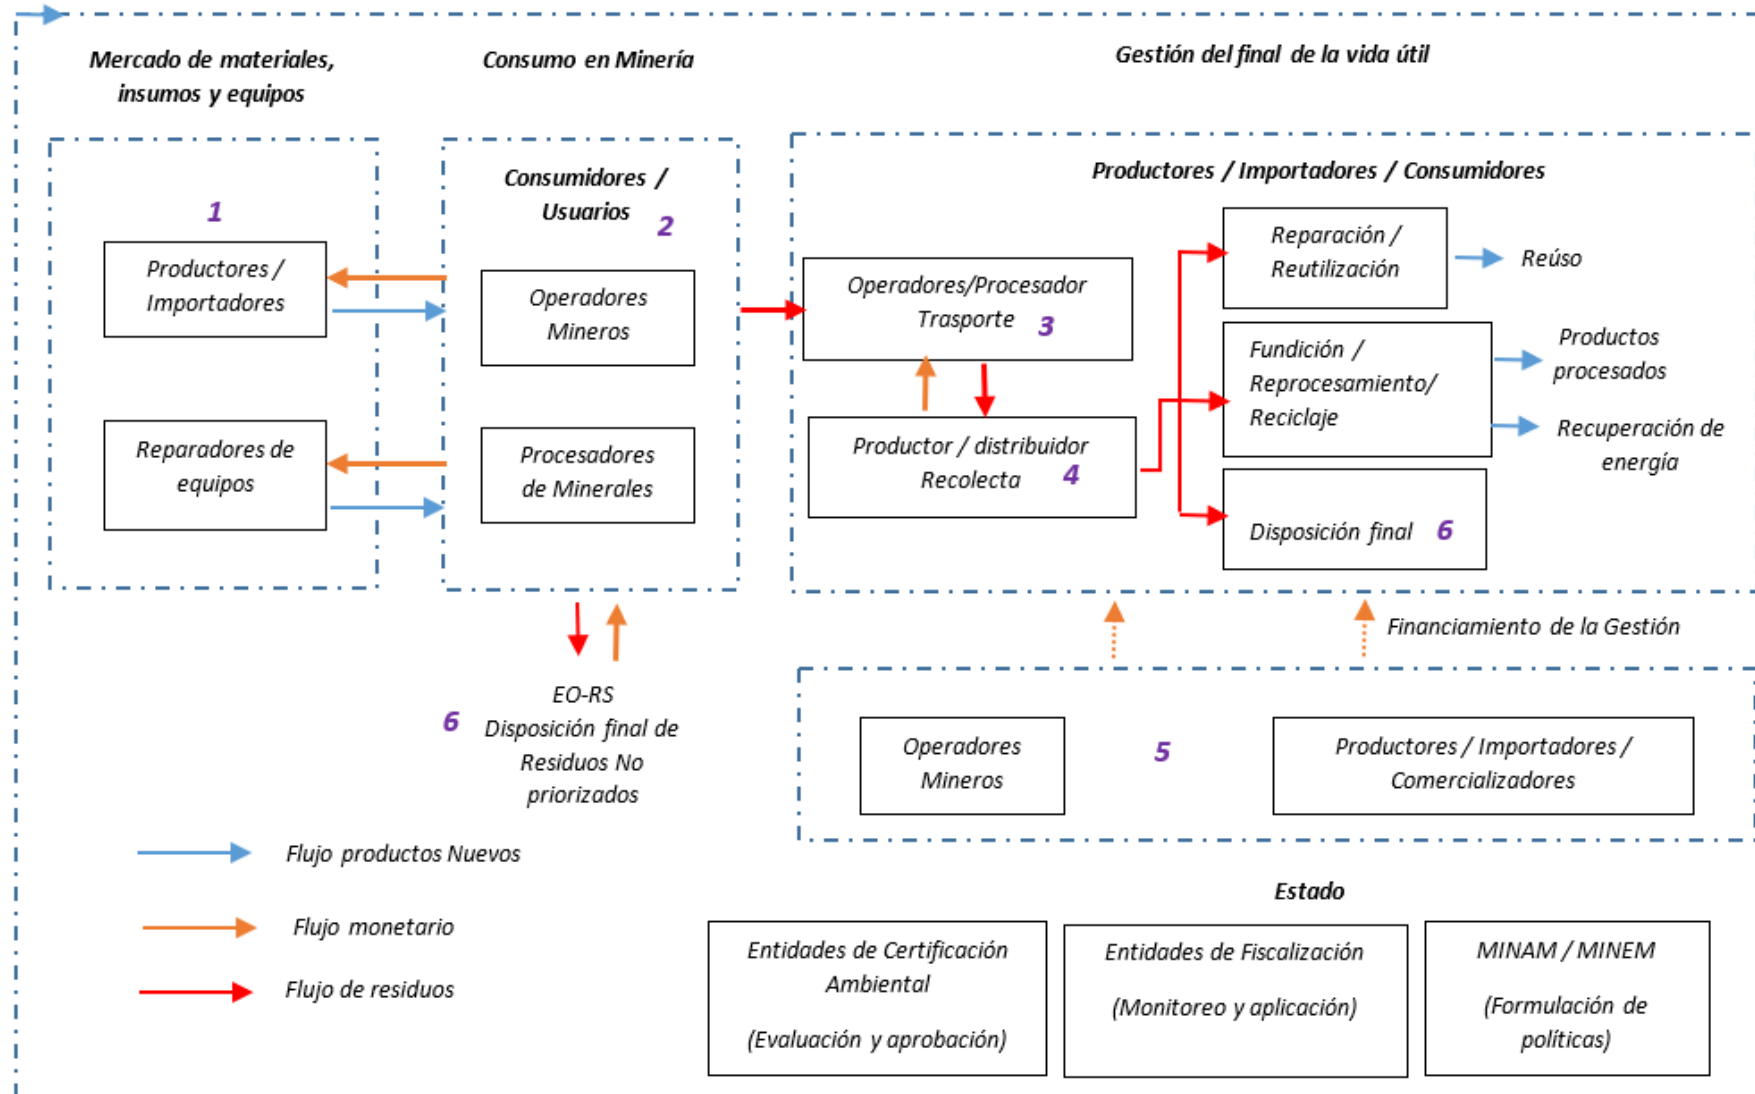 Mercado de materiales,
insumos y equipos
Consumo en Minería
Gestión del final de la vida útil
1
Productores /
Importadores
Reparadores de
equipos
Consumidores /
Usuarios 2
Operadores
Mineros
Procesadores
de Minerales
Productores / Importadores / Consumidores
Operadores/Procesador
Trasporte 3
Productor / distribuidor
Recolecta 4
Reparación /
Reutilización
Reúso
Fundición /
Reprocesamiento/
Reciclaje
Productos
procesados
Recuperación de
energía
Disposición final 6
EO-RS
6 Disposición final de
Residuos No
priorizados
Financiamiento de la Gestión
Operadores
Mineros
5
Productores / Importadores /
Comercializadores
Flujo productos Nuevos
Flujo monetario
Flujo de residuos
Estado
Entidades de Certificación
Ambiental
(Evaluación y aprobación)
Entidades de Fiscalización
(Monitoreo y aplicación)
MINAM / MINEM
(Formulación de
políticas)